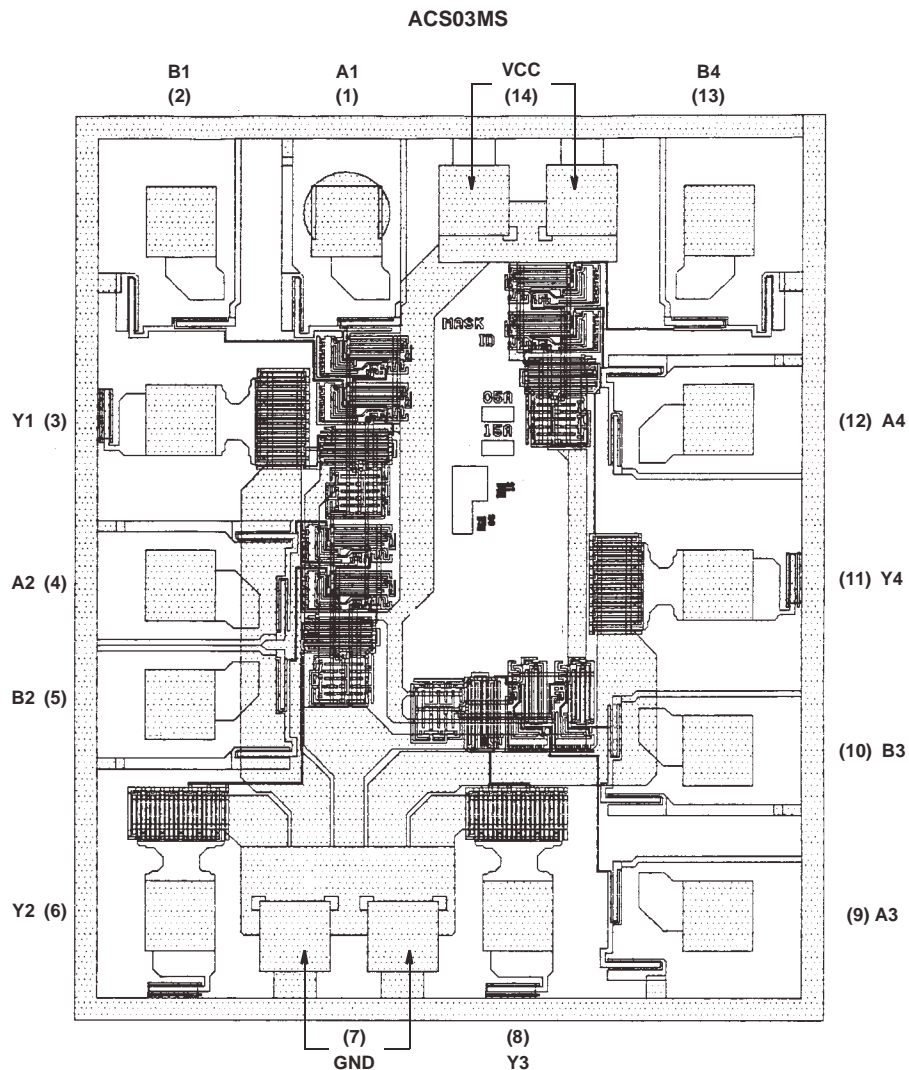 ACS03MS
B1
(2)
A1
(1)
VCC
(14)
B4
(13)
MASK
ID
05A
15A
Y1 (3)
(12) A4
A2 (4)
(11) Y4
B2 (5)
(10) B3
Y2 (6)
(9) A3
(7)
GND
(8)
Y3